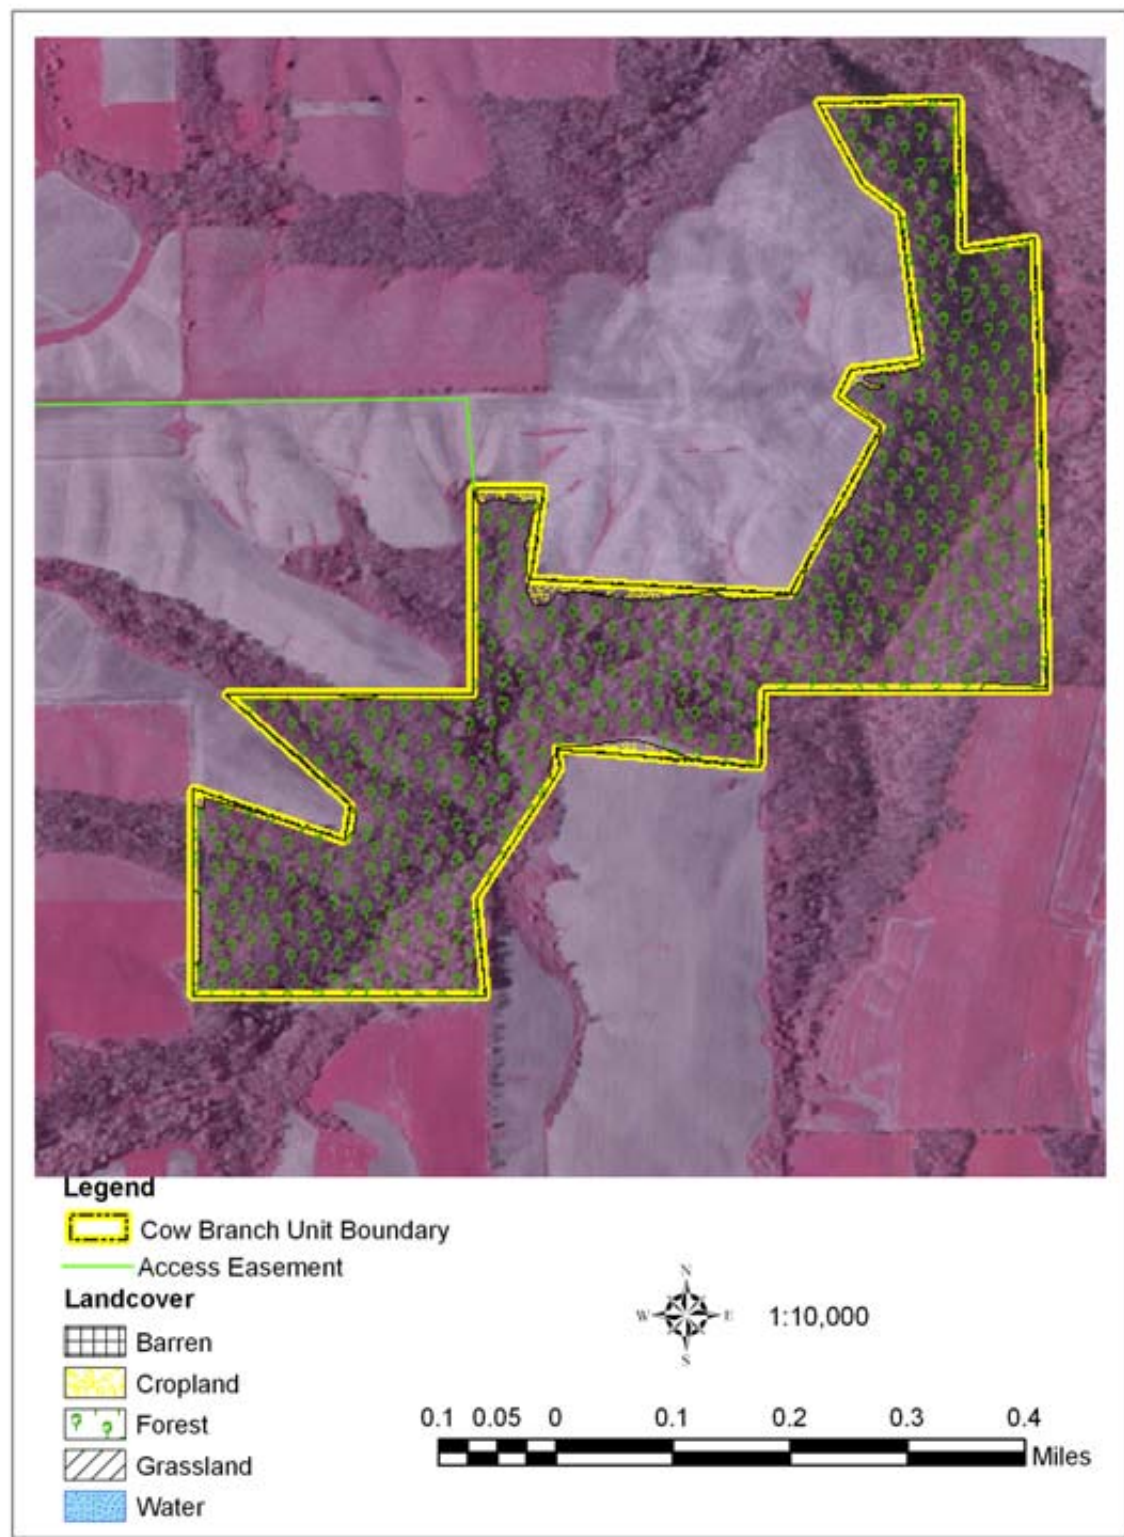 Legend
Cow Branch Unit Boundary
Access Easement
Landcover
Barren
Cropland
Forest
Grassland
Water
N
W E
S
1:10,000
0.1 0.05 0 0.1 0.2 0.3 0.4
Miles